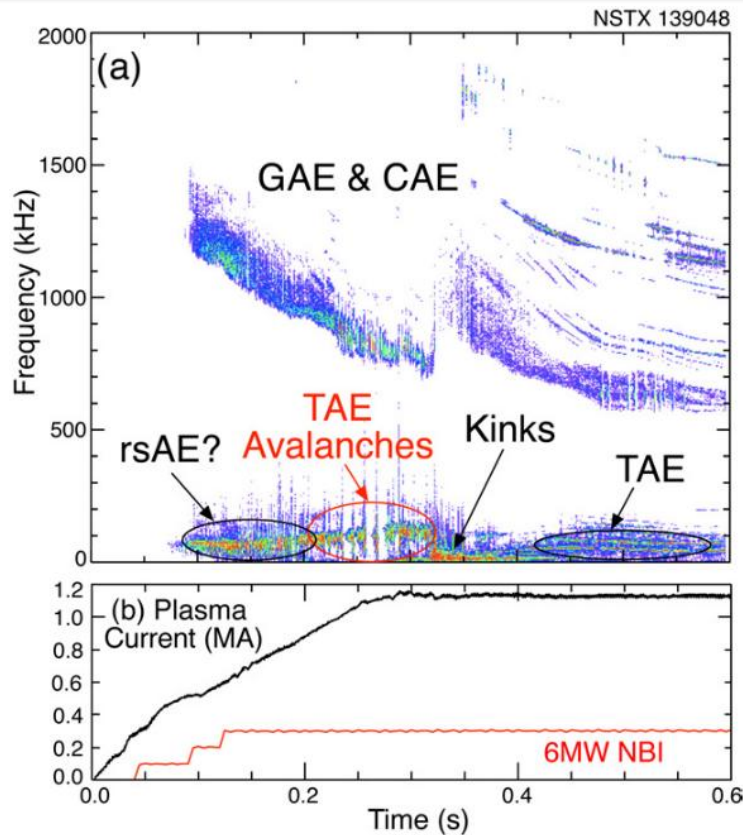 NSTX 139048
2000
(a)
1500
GAE & CAE
Frequency (kHz)
1000
500
TAE
Avalanches
Kinks
rsAE?
TAE
0
1.2
(b) Plasma
Current (MA)
1.0
0.8
0.6
0.4
0.2
6MW NBI
0.0
0.0 0.2 0.4 0.6
Time (s)